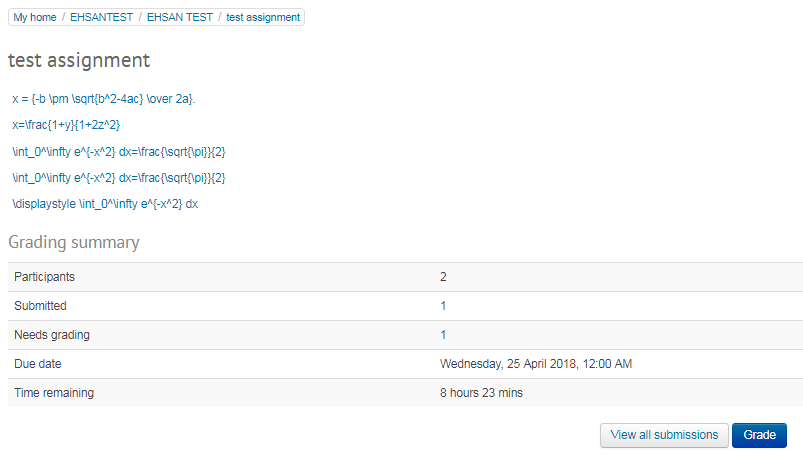 My home / EHSANTEST / EHSAN TEST / test assignment
test assignment
x = {-b \pm \sqrt{b^2-4ac} \over 2a}.
x=\frac{1+y}{1+2z^2}
\int_0^\infty e^{-x^2} dx=\frac{\sqrt{\pi}}{2}
\int_0^\infty e^{-x^2} dx=\frac{\sqrt{\pi}}{2}
\displaystyle \int_0^\infty e^{-x^2} dx
Grading summary
Participants 2
Submitted 1
Needs grading 1
Due date Wednesday, 25 April 2018, 12:00 AM
Time remaining 8 hours 23 mins
View all submissions Grade